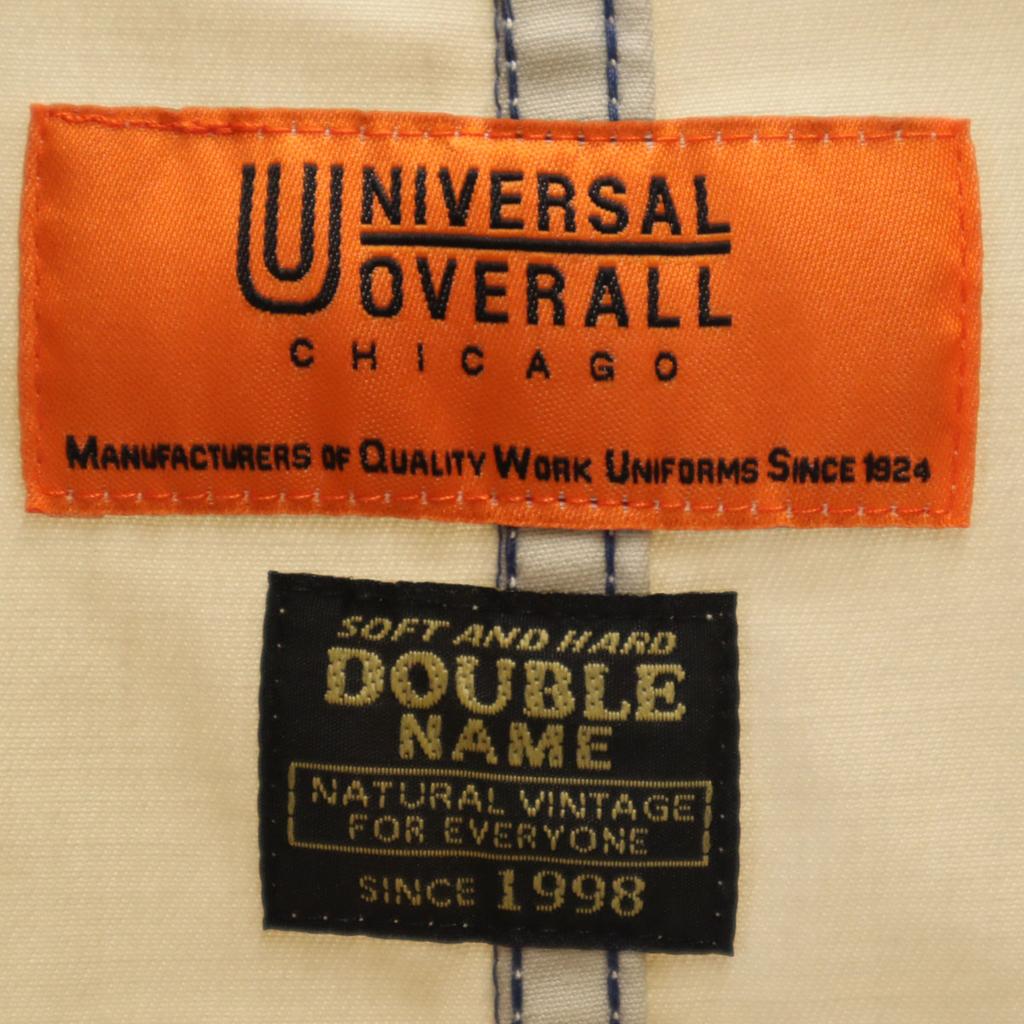 UNIVERSAL
OVERALL
CHICAGO
MANUFACTURERS OF QUALITY WORK UNIFORMS SINCE 1924
SOFT AND HARD
DOUBLE
NAME
NATURAL VINTAGE
FOR EVERYONE
SINCE 1998